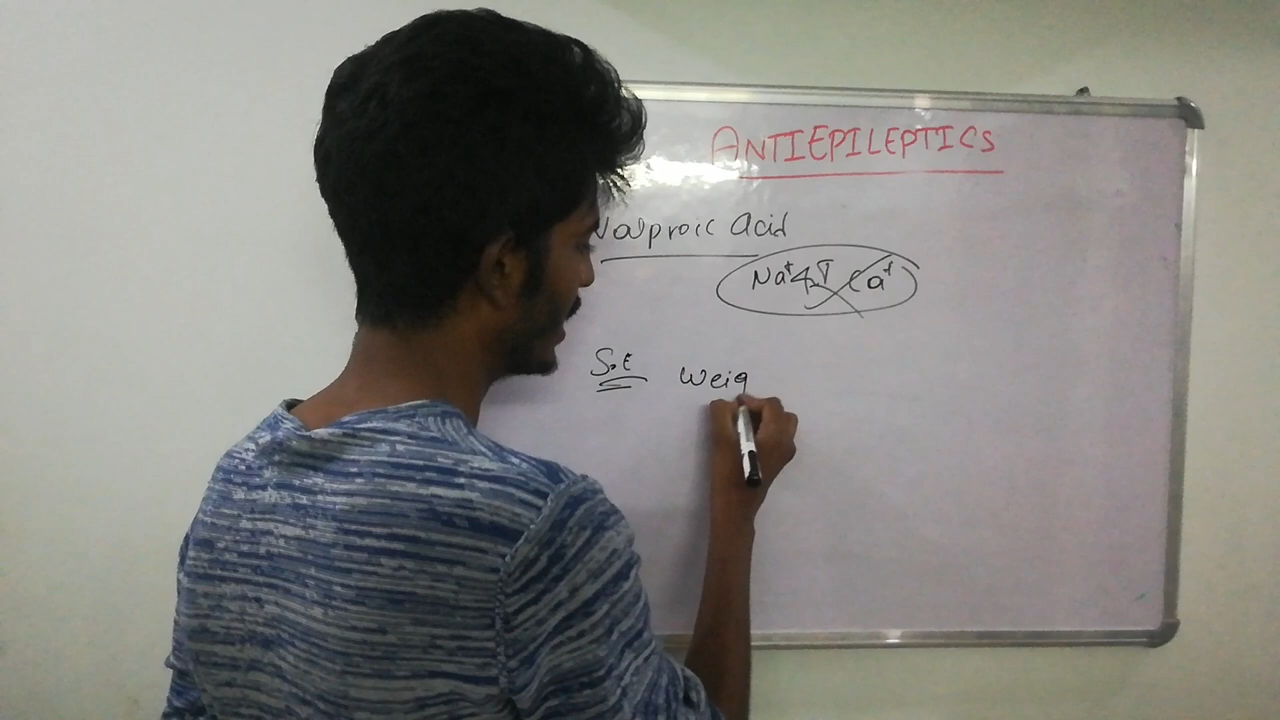 ANTIEPILEPTICS
Valproic Acid
Na⁺ & T Ca⁺
S.E Weig